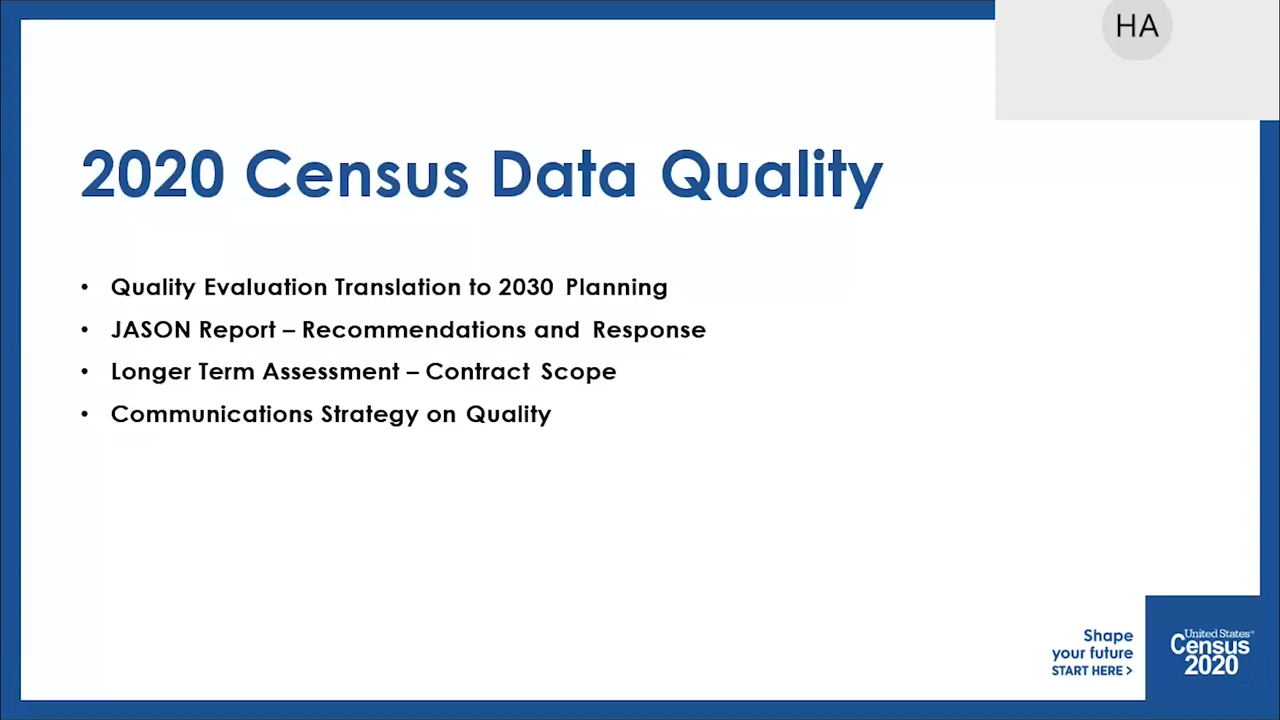 HA
2020 Census Data Quality
• Quality Evaluation Translation to 2030 Planning
• JASON Report – Recommendations and Response
• Longer Term Assessment – Contract Scope
• Communications Strategy on Quality
Shape
your future
START HERE >
United States®
Census
2020